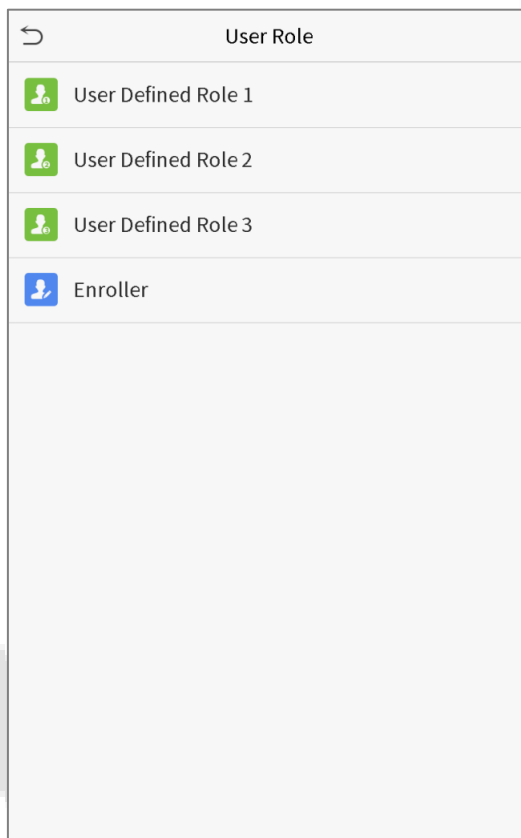 User Role
User Defined Role 1
User Defined Role 2
User Defined Role 3
Enroller